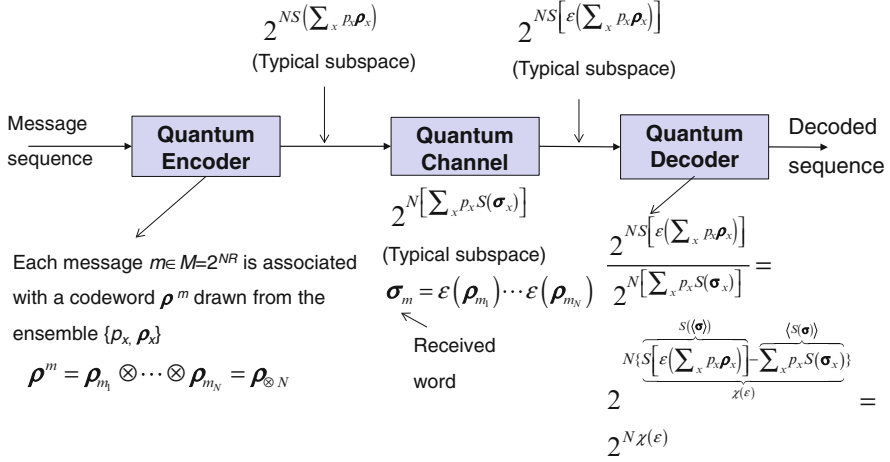 2^{NS(∑_x p_x ρ_x)}
(Typical subspace)
2^{NS[ε(∑_x p_x ρ_x)]}
(Typical subspace)
Message
sequence
Quantum
Encoder
Quantum
Channel
Quantum
Decoder
Decoded
sequence
2^{N[∑_x p_x S(σ_x)]}
(Typical subspace)
σ_m = ε(ρ_{m_1}) ⋯ ε(ρ_{m_N})
Received
word
Each message m∈ M=2^{NR} is associated
with a codeword ρ^m drawn from the
ensemble {p_x, ρ_x}
ρ^m = ρ_{m_1} ⊗ ⋯ ⊗ ρ_{m_N} = ρ_{⊗ N}
2^{NS[ε(∑_x p_x ρ_x)]}
2^{N[∑_x p_x S(σ_x)]} =
S(⟨σ⟩) ⟨S(σ)⟩
2^{N{S[ε(∑_x p_x ρ_x)] − ∑_x p_x S(σ_x)}} =
χ(ε)
2^{Nχ(ε)}